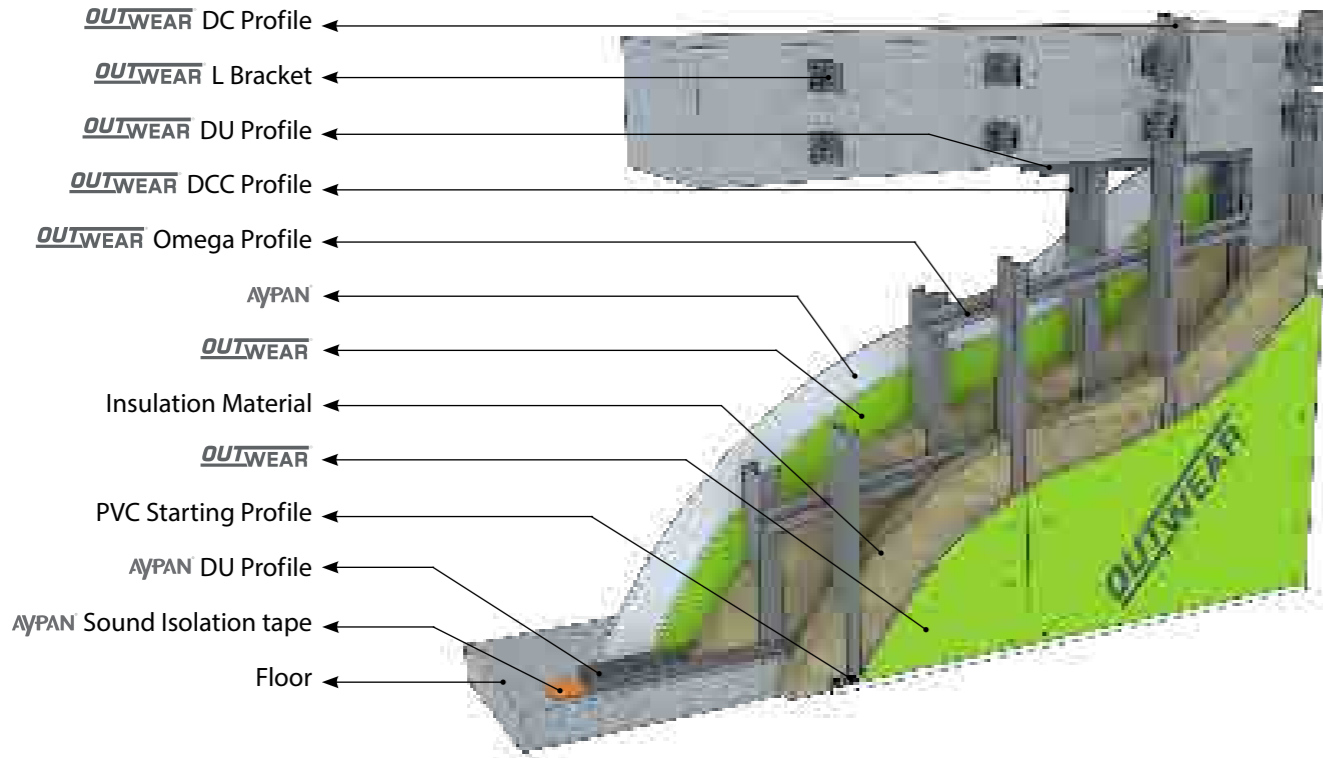 OUTWEAR DC Profile
OUTWEAR L Bracket
OUTWEAR DU Profile
OUTWEAR DCC Profile
OUTWEAR Omega Profile
AYPAN
OUTWEAR
Insulation Material
OUTWEAR
PVC Starting Profile
AYPAN DU Profile
AYPAN Sound Isolation tape
Floor
OUTWEAR